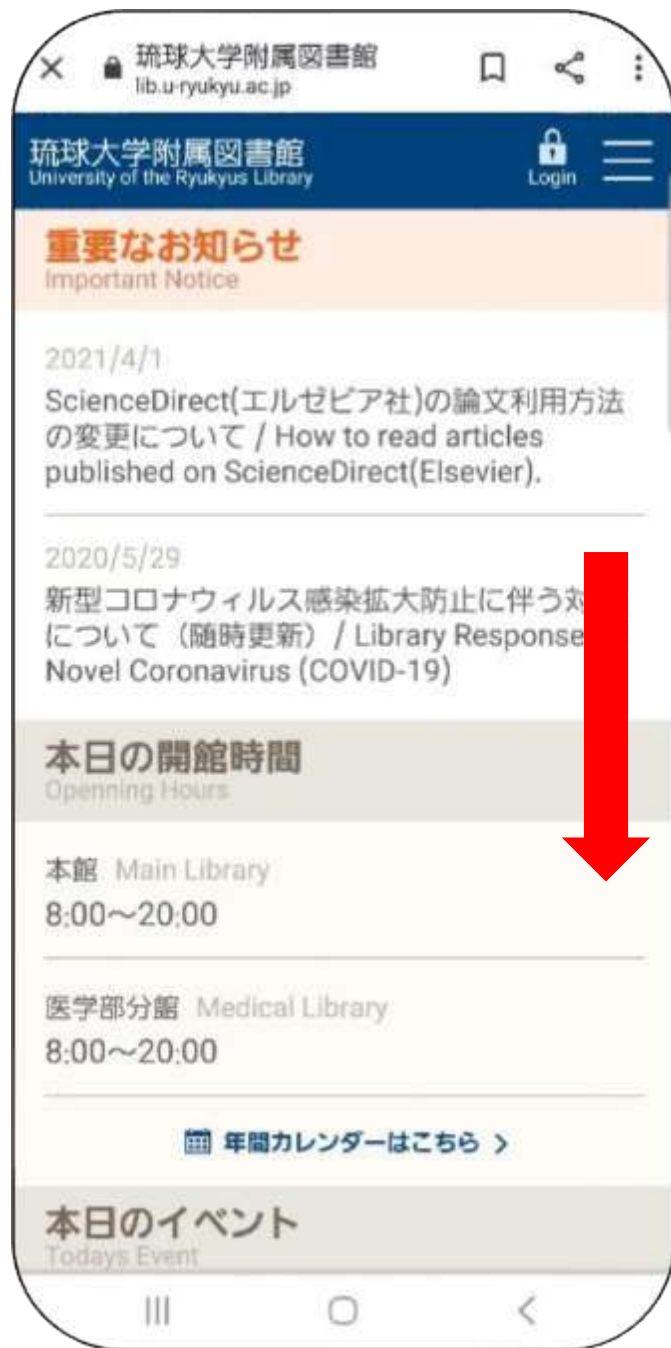 琉球大学附属図書館
lib.u-ryukyu.ac.jp
琉球大学附属図書館
University of the Ryukyus Library
Login
重要なお知らせ
Important Notice
2021/4/1
ScienceDirect(エルゼビア社)の論文利用方法
の変更について / How to read articles
published on ScienceDirect(Elsevier).
2020/5/29
新型コロナウィルス感染拡大防止に伴う対
について（随時更新）/ Library Response
Novel Coronavirus (COVID-19)
本日の開館時間
Openning Hours
本館 Main Library
8:00～20:00
医学部分館 Medical Library
8:00～20:00
年間カレンダーはこちら
本日のイベント
Todays Event